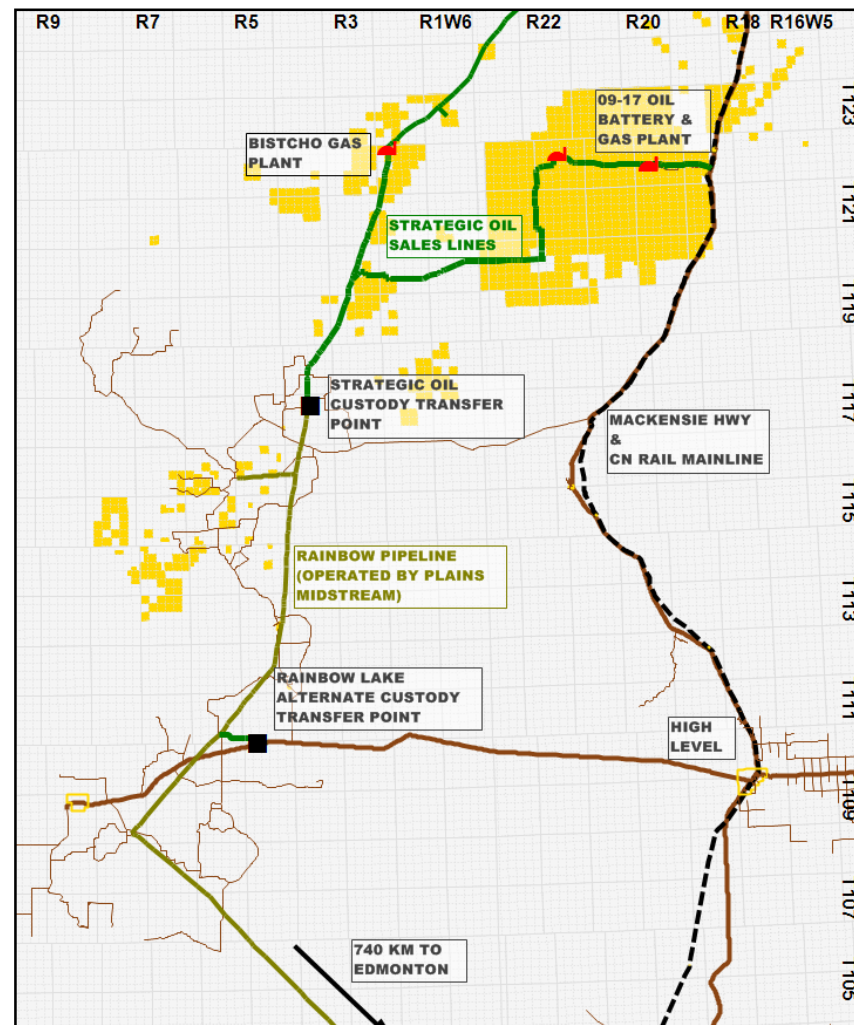 R9 R7 R5 R3 R1W6 R22 R20 R18 R16W5
T123
09-17 OIL
BATTERY &
GAS PLANT
BISTCHO GAS
PLANT
T121
STRATEGIC OIL
SALES LINES
T119
STRATEGIC OIL
CUSTODY TRANSFER
POINT
T117
MACKENSIE HWY
&
CN RAIL MAINLINE
T115
RAINBOW PIPELINE
(OPERATED BY PLAINS
MIDSTREAM)
T113
RAINBOW LAKE
ALTERNATE CUSTODY
TRANSFER POINT
T111
HIGH
LEVEL
T109
T107
740 KM TO
EDMONTON
T105